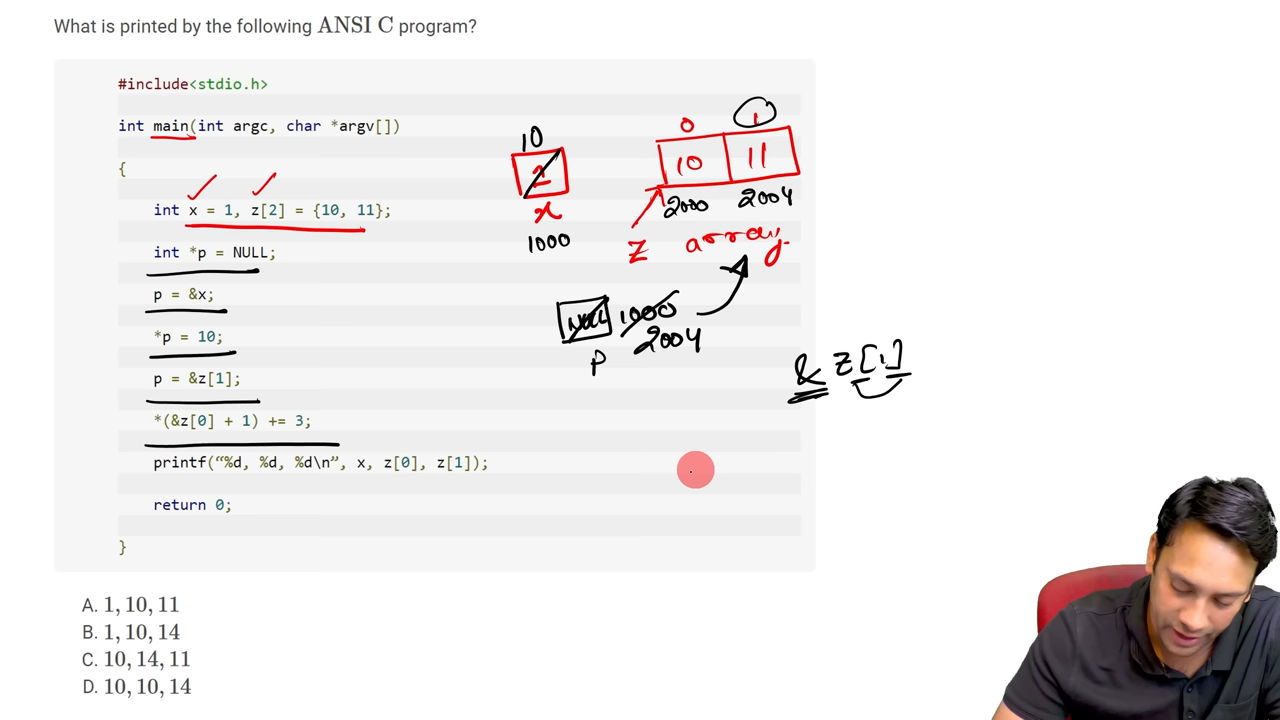 What is printed by the following ANSI C program?
#include<stdio.h>
int main(int argc, char *argv[])
{
int x = 1, z[2] = {10, 11};
int *p = NULL;
p = &x;
*p = 10;
p = &z[1];
*(&z[0] + 1) += 3;
printf(“%d, %d, %d\n”, x, z[0], z[1]);
return 0;
}
10
x
1000
0 1
10 11
2000 2004
z array
NULL 1000
2004
p
& z[1]
A. 1, 10, 11
B. 1, 10, 14
C. 10, 14, 11
D. 10, 10, 14